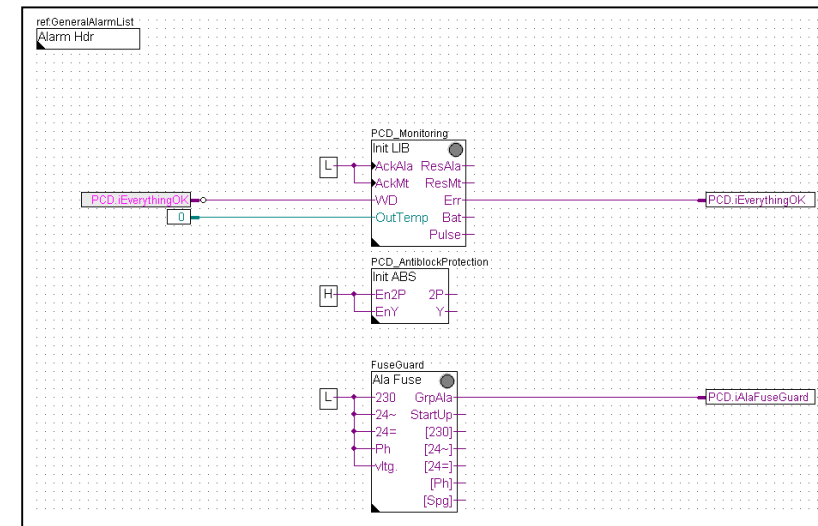 ref:GeneralAlarmList
Alarm Hdr
PCD_Monitoring
Init LIB
L AckAla ResAla
AckMt ResMt
PCD.iEverythingOK WD Err PCD.iEverythingOK
0 OutTemp Bat
Pulse
PCD_AntiblockProtection
Init ABS
H En2P 2P
EnY Y
FuseGuard
Ala Fuse
L 230 GrpAla PCD.iAlaFuseGuard
24~ StartUp
24= [230]
Ph [24~]
vltg. [24=]
[Ph]
[Spg]